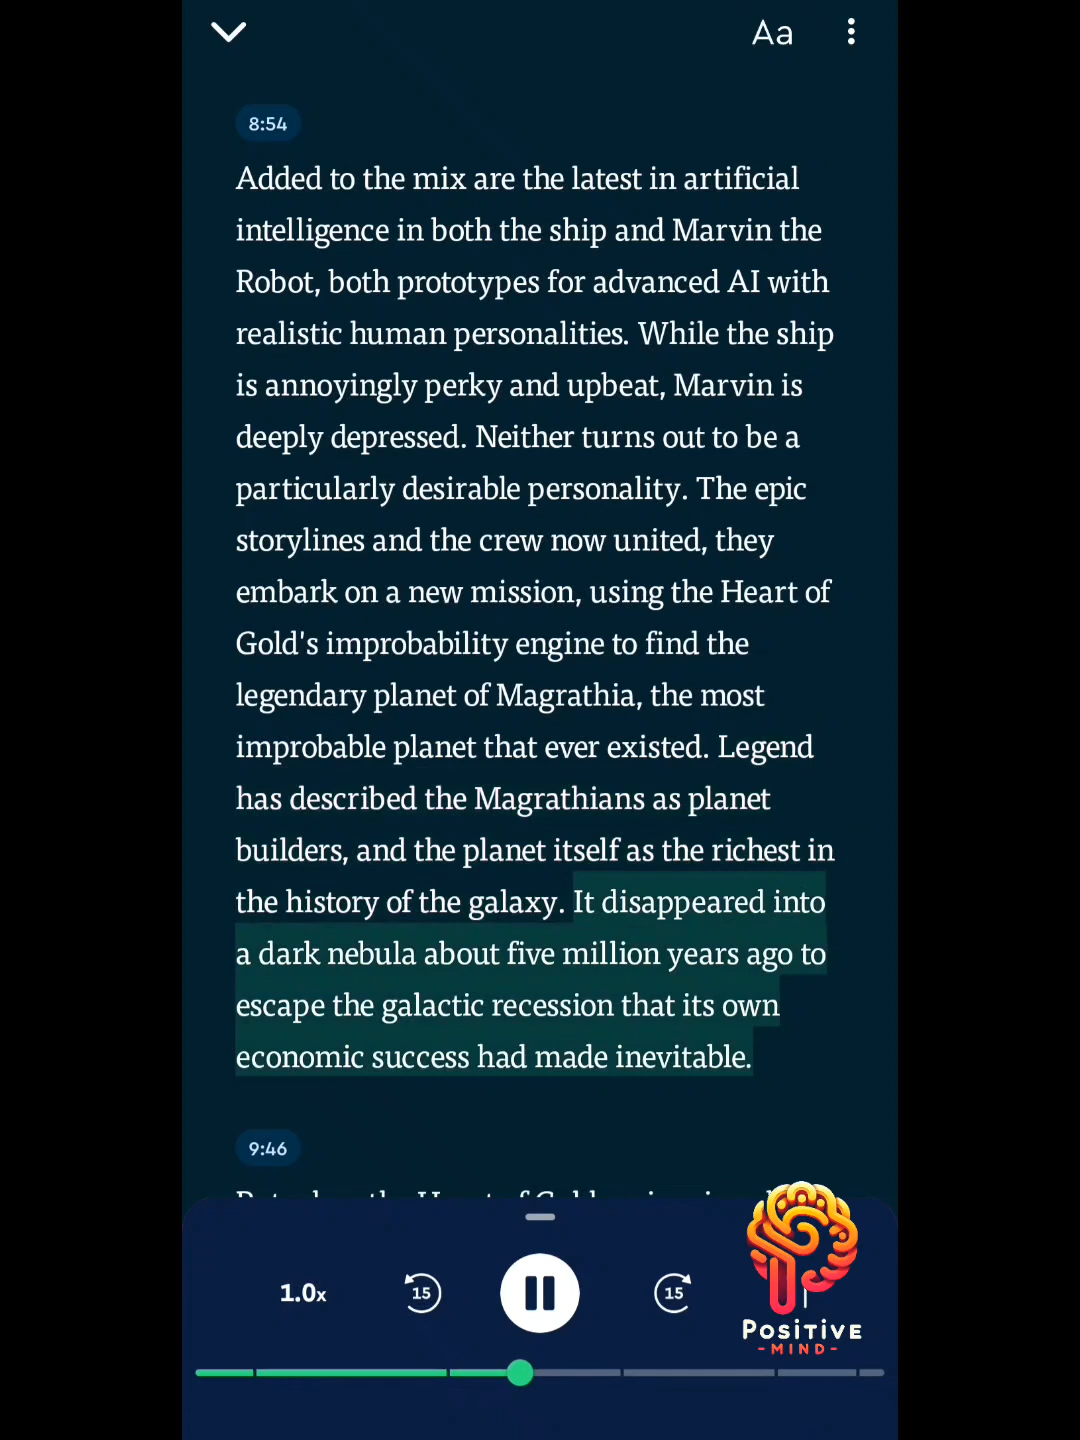 Aa
8:54
Added to the mix are the latest in artificial
intelligence in both the ship and Marvin the
Robot, both prototypes for advanced AI with
realistic human personalities. While the ship
is annoyingly perky and upbeat, Marvin is
deeply depressed. Neither turns out to be a
particularly desirable personality. The epic
storylines and the crew now united, they
embark on a new mission, using the Heart of
Gold's improbability engine to find the
legendary planet of Magrathia, the most
improbable planet that ever existed. Legend
has described the Magrathians as planet
builders, and the planet itself as the richest in
the history of the galaxy. It disappeared into
a dark nebula about five million years ago to
escape the galactic recession that its own
economic success had made inevitable.
9:46
1.0x
15
15
POSITIVE
-MIND-